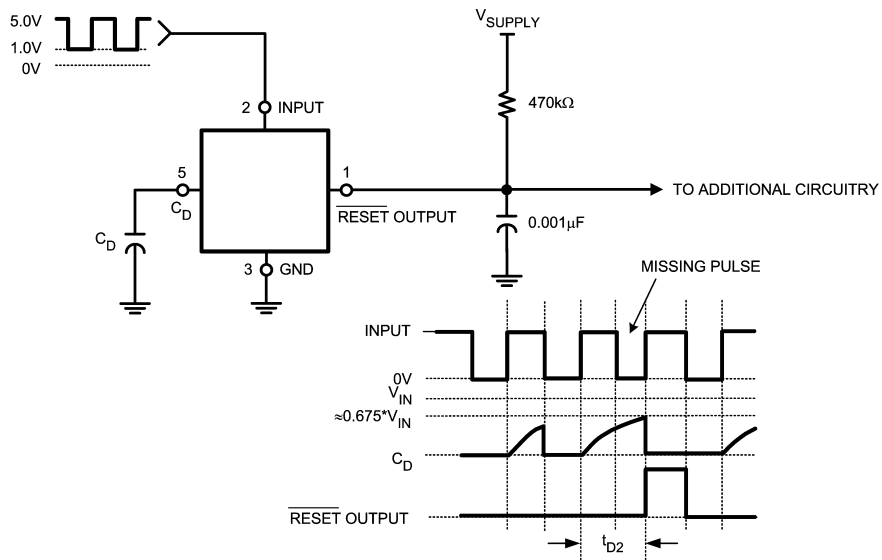 5.0V
1.0V
0V
V_SUPPLY
470kΩ
2 INPUT
5
C_D
1
RESET OUTPUT
TO ADDITIONAL CIRCUITRY
0.001µF
C_D
3 GND
MISSING PULSE
INPUT
0V
V_IN
≈0.675*V_IN
C_D
RESET OUTPUT
t_D2